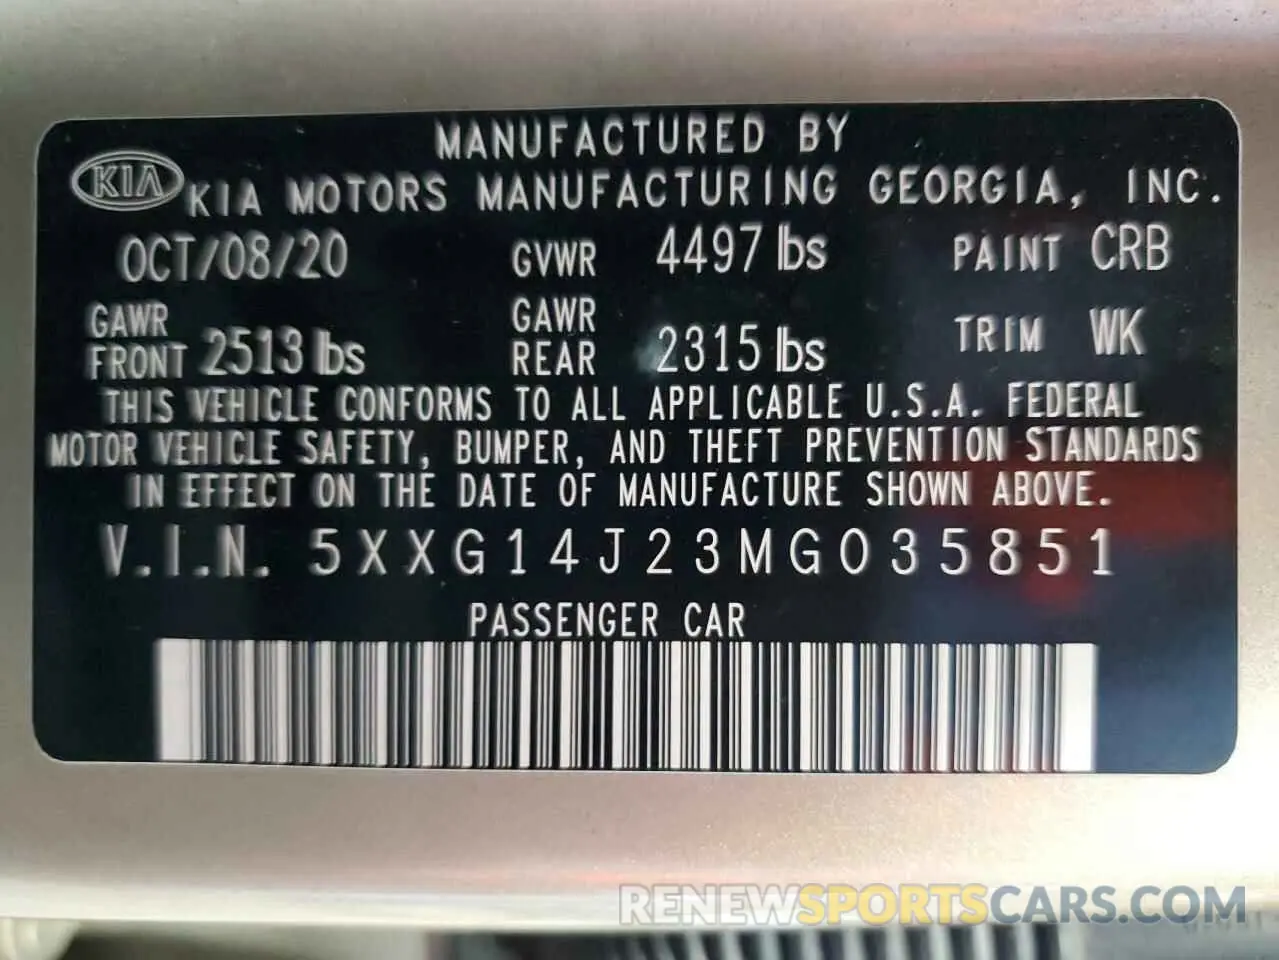 MANUFACTURED BY
KIA KIA MOTORS MANUFACTURING GEORGIA, INC.
OCT/08/20 GVWR 4497 lbs PAINT CRB
GAWR FRONT 2513 lbs GAWR REAR 2315 lbs TRIM WK
THIS VEHICLE CONFORMS TO ALL APPLICABLE U.S.A. FEDERAL
MOTOR VEHICLE SAFETY, BUMPER, AND THEFT PREVENTION STANDARDS
IN EFFECT ON THE DATE OF MANUFACTURE SHOWN ABOVE.
V.I.N. 5XXG14J23MG035851
PASSENGER CAR
RENEWSPORTSCARS.COM